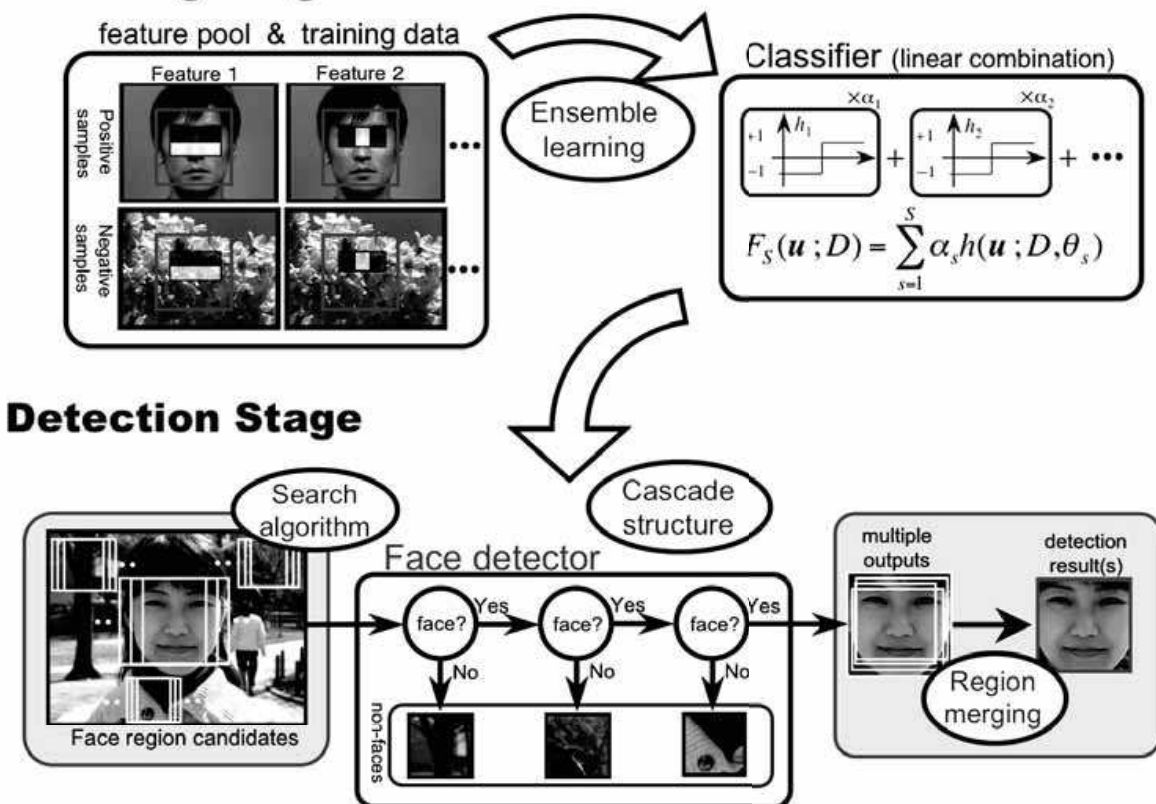 feature pool & training data
Feature 1
Feature 2
Positive samples
Negative samples
•••
•••
Ensemble learning
Classifier (linear combination)
×α₁
+1
h₁
−1
+
×α₂
+1
h₂
−1
+ •••
F_S(u ; D) = ∑_{s=1}^{S} α_s h(u ; D, θ_s)
Detection Stage
Search algorithm
Cascade structure
Face region candidates
Face detector
face?
Yes
face?
Yes
face?
Yes
No
No
No
non-faces
multiple outputs
detection result(s)
Region merging